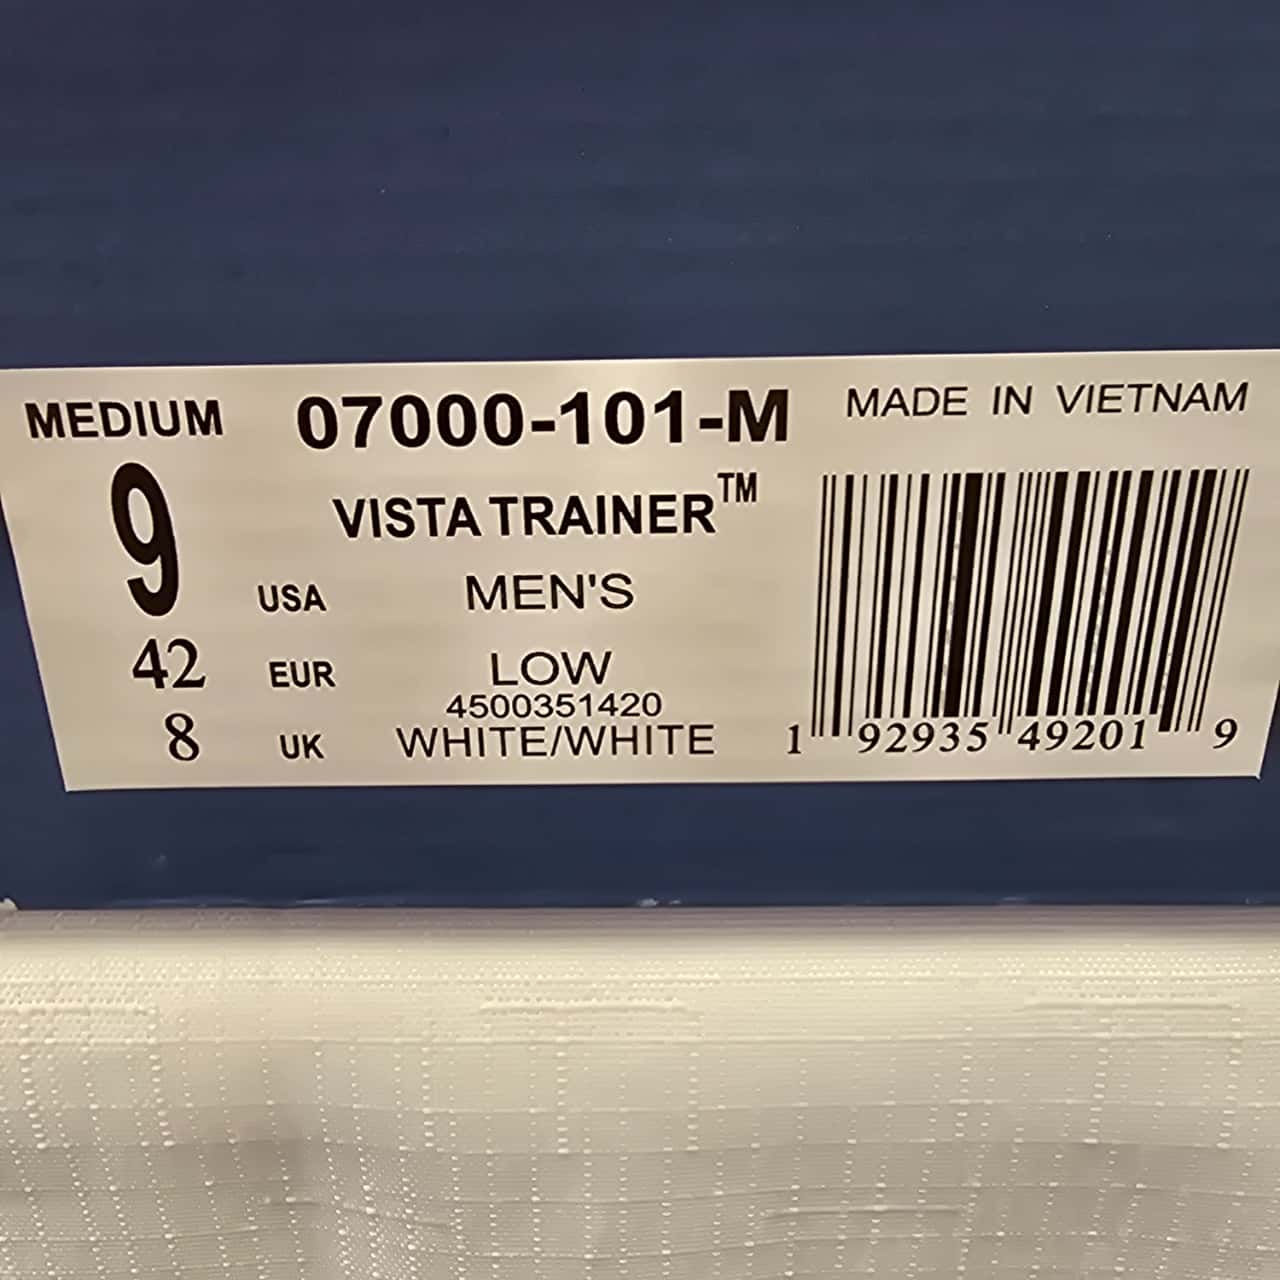 MEDIUM 07000-101-M MADE IN VIETNAM
9 USA
VISTA TRAINER™
MEN'S
42 EUR
LOW
4500351420
8 UK
WHITE/WHITE
1 92935 49201 9